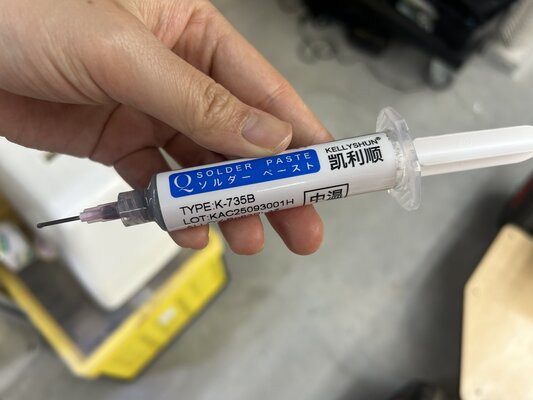 Q SOLDER PASTE
ソルダー ペースト
KELLYSHUN®
凯利顺
TYPE:K-735B
中温
LOT:KAC25093001H